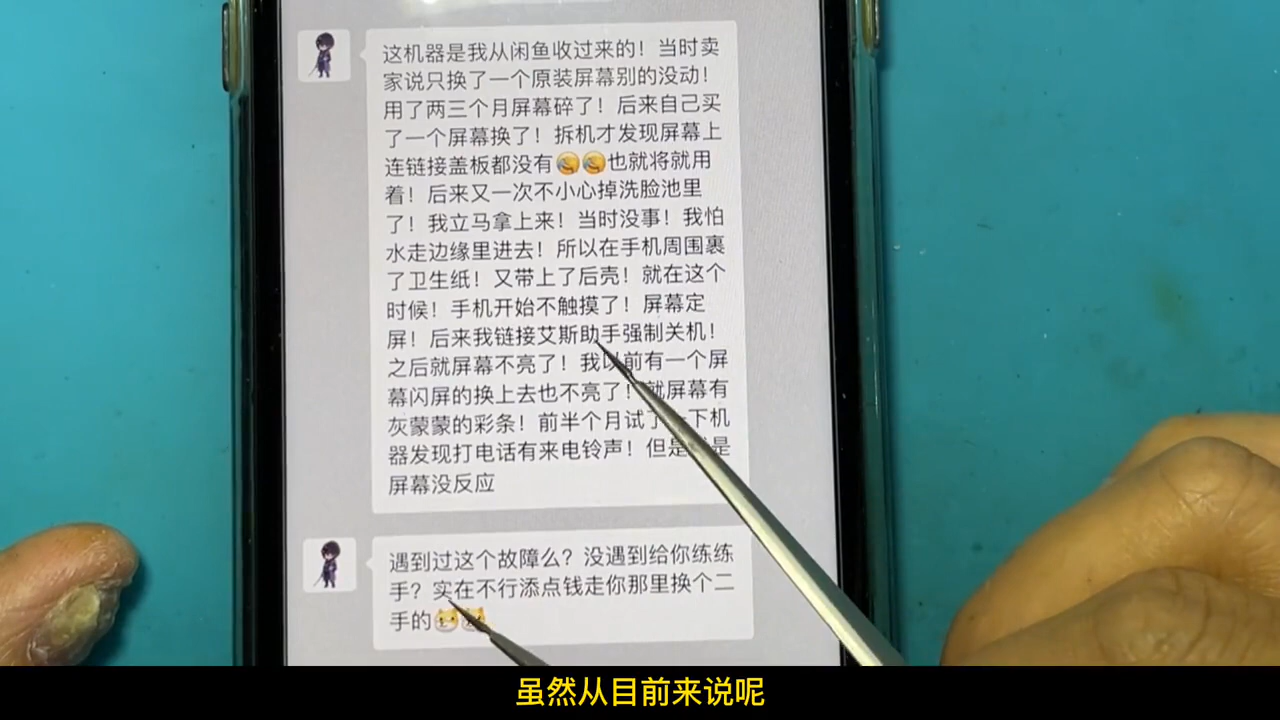 这机器是我从闲鱼收过来的！当时卖
家说只换了一个原装屏幕别的没动！
用了两三个月屏幕碎了！后来自己买
了一个屏幕换了！拆机才发现屏幕上
连链接盖板都没有😂😂也就将就用
着！后来又一次不小心掉洗脸池里
了！我立马拿上来！当时没事！我怕
水走边缘里进去！所以在手机周围裹
了卫生纸！又带上了后壳！就在这个
时候！手机开始不触摸了！屏幕定
屏！后来我链接艾斯助手强制关机！
之后就屏幕不亮了！我以前有一个屏
幕闪屏的换上去也不亮了！就屏幕有
灰蒙蒙的彩条！前半个月试了一下机
器发现打电话有来电铃声！但是是
屏幕没反应
遇到过这个故障么？没遇到给你练练
手？实在不行添点钱走你那里换个二
手的
虽然从目前来说呢